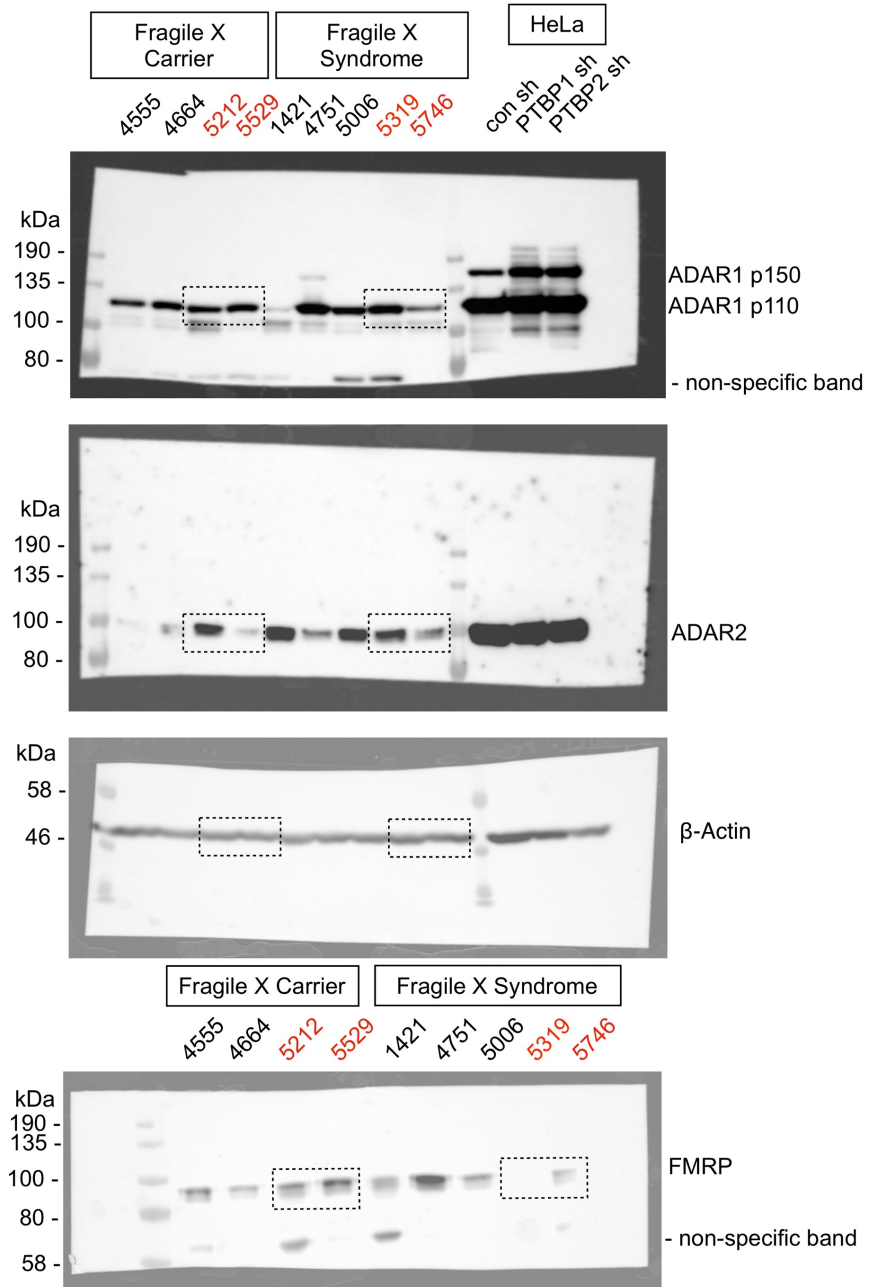 Fragile X
Carrier
Fragile X
Syndrome
HeLa
4555 4664 5212 5529 1421 4751 5006 5319 5746 con sh PTBP1 sh PTBP2 sh
kDa
190 -
135 -
100 -
80 -
ADAR1 p150
ADAR1 p110
- non-specific band
kDa
190 -
135 -
100 -
80 -
ADAR2
kDa
58 -
46 -
β-Actin
Fragile X Carrier Fragile X Syndrome
4555 4664 5212 5529 1421 4751 5006 5319 5746
kDa
190 -
135 -
100 -
80 -
58 -
FMRP
- non-specific band